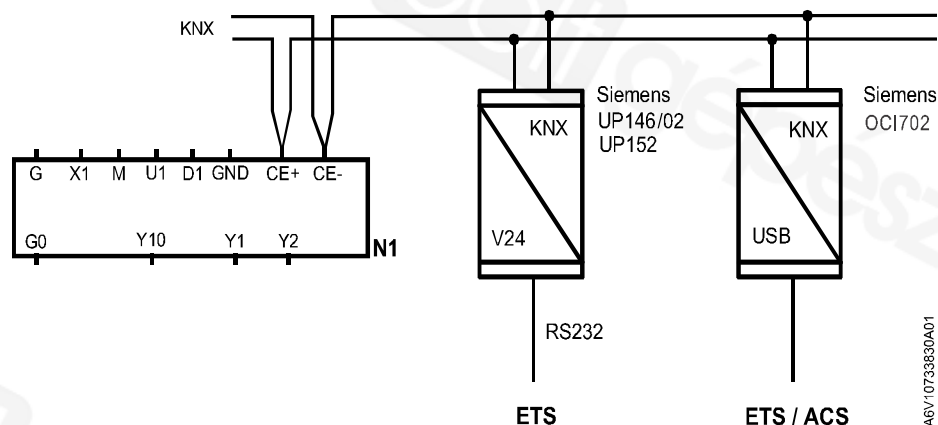 KNX
Siemens
UP146/02
UP152
Siemens
OCI702
KNX
KNX
G X1 M U1 D1 GND CE+ CE-
G0 Y10 Y1 Y2
N1
V24
USB
RS232
ETS
ETS / ACS
A6V10733830A01
gépész